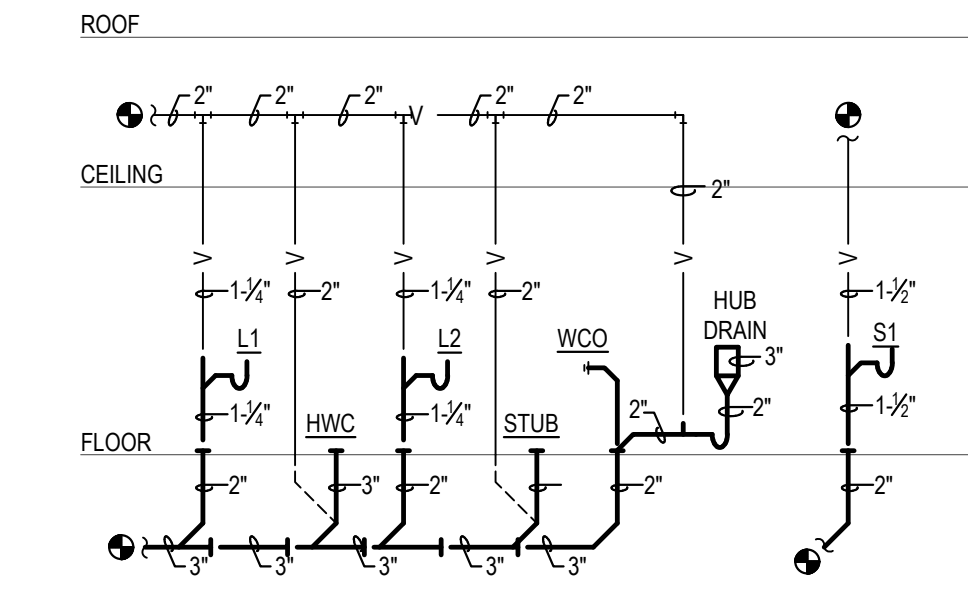 ROOF
2" 2" 2" V 2" 2"
CEILING
2"
V V V V V V
1-¼" 2" 1-¼" 2" 1-½"
HUB
DRAIN
L1 L2 WCO 3" S1
1-¼" 1-¼" 2" 2" 1-½"
HWC STUB
FLOOR
2" 3" 2" 2" 2"
3" 3" 3" 3" 3"